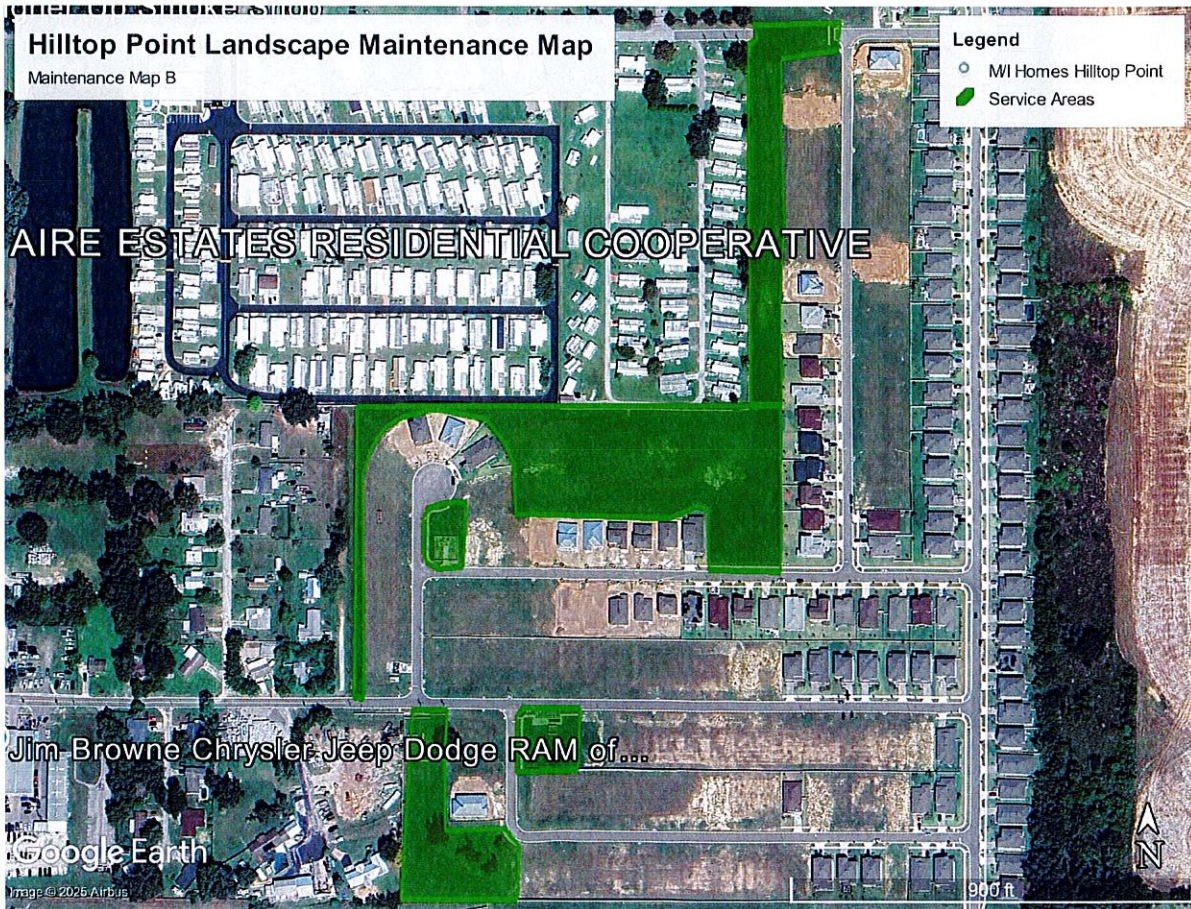 Hilltop Point Landscape Maintenance Map
Maintenance Map B
Legend
M/I Homes Hilltop Point
Service Areas
AIRE ESTATES RESIDENTIAL COOPERATIVE
Jim Browne Chrysler Jeep Dodge RAM of...
Google Earth
Image © 2025 Airbus
N
900 ft